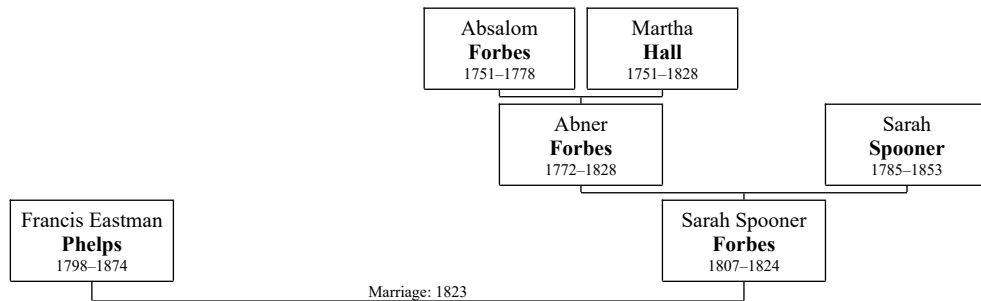 Absalom
Forbes
1751–1778
Martha
Hall
1751–1828
Abner
Forbes
1772–1828
Sarah
Spooner
1785–1853
Francis Eastman
Phelps
1798–1874
Sarah Spooner
Forbes
1807–1824
Marriage: 1823